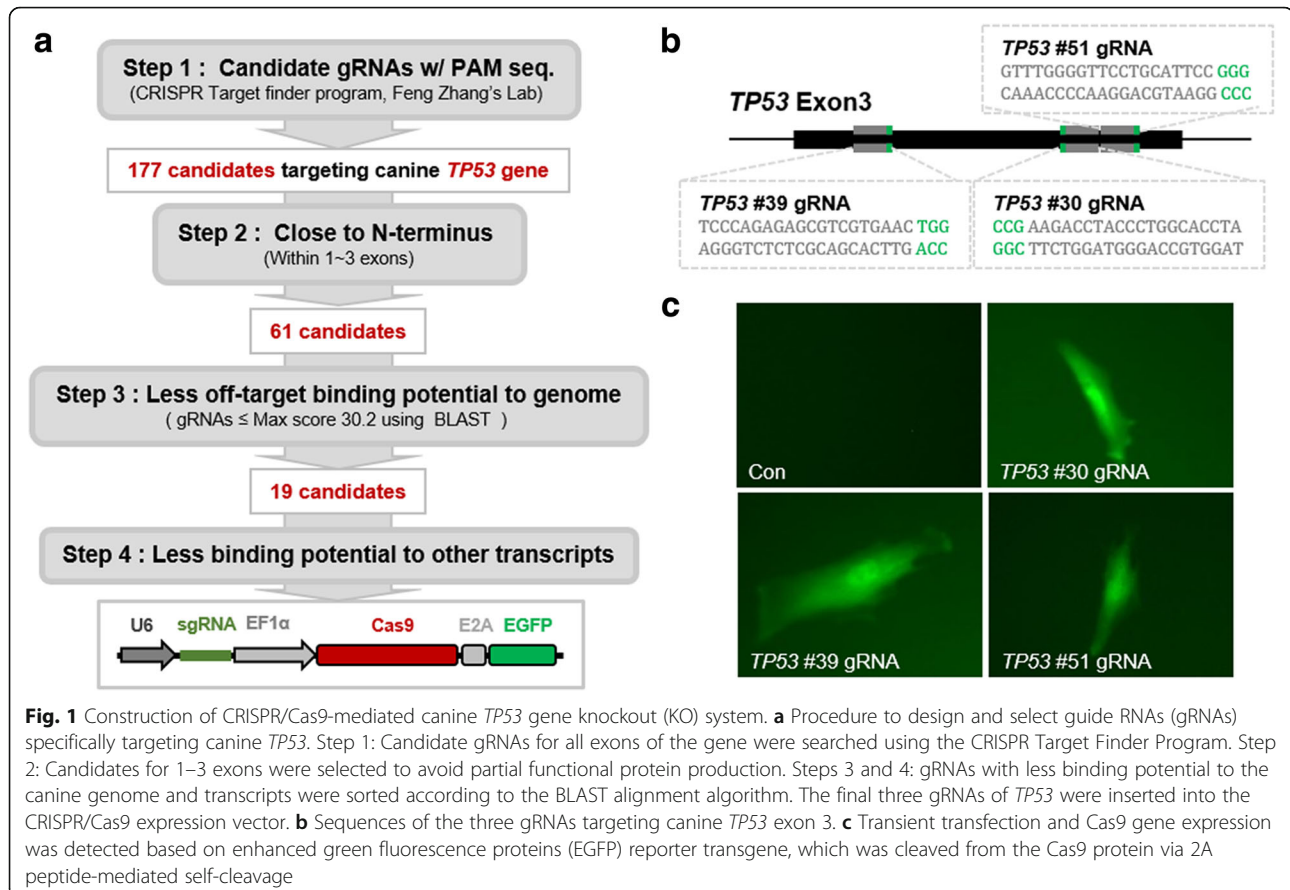 a
Step 1 : Candidate gRNAs w/ PAM seq.
(CRISPR Target finder program, Feng Zhang's Lab)
177 candidates targeting canine TP53 gene
Step 2 : Close to N-terminus
(Within 1~3 exons)
61 candidates
Step 3 : Less off-target binding potential to genome
( gRNAs ≤ Max score 30.2 using BLAST )
19 candidates
Step 4 : Less binding potential to other transcripts
U6 sgRNA EF1α Cas9 E2A EGFP
b
TP53 #51 gRNA
GTTTGGGGTTCCTGCATTCC GGG
CAAACCCCAAGGACGTAAGG CCC
TP53 Exon3
TP53 #39 gRNA
TCCCAGAGAGCGTCGTGAAC TGG
AGGGTCTCTCGCAGCACTTG ACC
TP53 #30 gRNA
CCG AAGACCTACCCTGGCACCTA
GGC TTCTGGATGGGACCGTGGAT
c
Con
TP53 #30 gRNA
TP53 #39 gRNA
TP53 #51 gRNA
Fig. 1 Construction of CRISPR/Cas9-mediated canine TP53 gene knockout (KO) system. a Procedure to design and select guide RNAs (gRNAs)
specifically targeting canine TP53. Step 1: Candidate gRNAs for all exons of the gene were searched using the CRISPR Target Finder Program. Step
2: Candidates for 1–3 exons were selected to avoid partial functional protein production. Steps 3 and 4: gRNAs with less binding potential to the
canine genome and transcripts were sorted according to the BLAST alignment algorithm. The final three gRNAs of TP53 were inserted into the
CRISPR/Cas9 expression vector. b Sequences of the three gRNAs targeting canine TP53 exon 3. c Transient transfection and Cas9 gene expression
was detected based on enhanced green fluorescence proteins (EGFP) reporter transgene, which was cleaved from the Cas9 protein via 2A
peptide-mediated self-cleavage